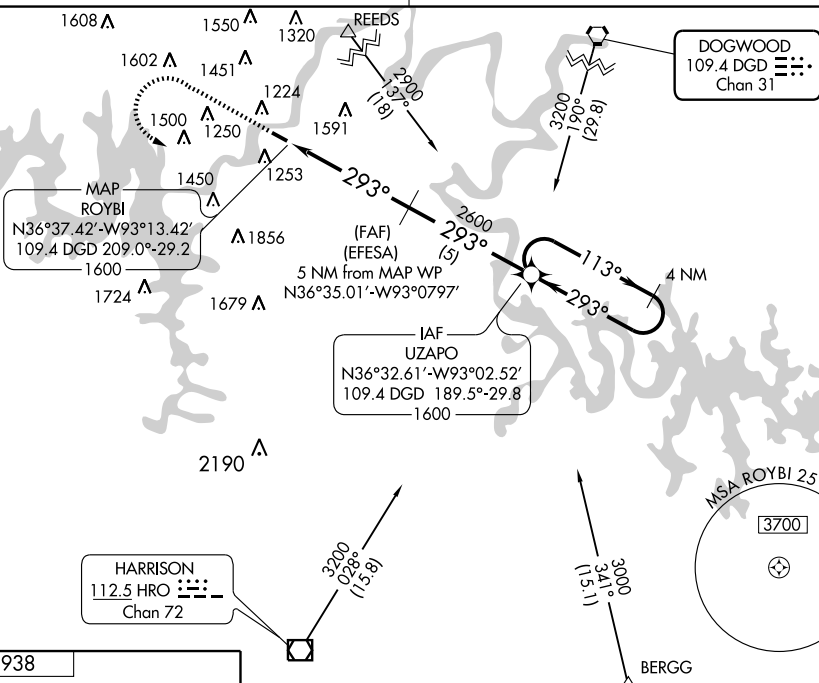 1608
1550
1320
REEDS
1602
1451
DOGWOOD
109.4 DGD
Chan 31
1224
2900
137°
(18)
3200
190°
(29.8)
1500
1250
1591
1253
1450
293°
MAP
ROYBI
N36°37.42'-W93°13.42'
109.4 DGD 209.0°-29.2
1600
1856
2600
293°
(5)
(FAF)
(EFESA)
5 NM from MAP WP
N36°35.01'-W93°0797'
113°
4 NM
293°
1724
1679
IAF
UZAPO
N36°32.61'-W93°02.52'
109.4 DGD 189.5°-29.8
1600
2190
MSA ROYBI 25
3700
HARRISON
112.5 HRO
Chan 72
3200
028°
(15.8)
3000
341°
(15.1)
BERGG
938